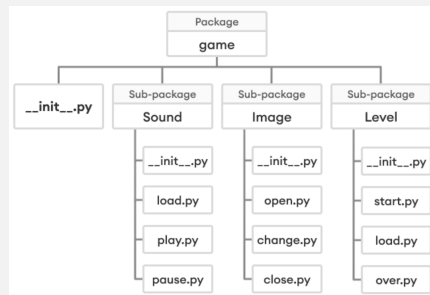 Package
game
__init__.py
Sub-package
Sound
__init__.py
load.py
play.py
pause.py
Sub-package
Image
__init__.py
open.py
change.py
close.py
Sub-package
Level
__init__.py
start.py
load.py
over.py